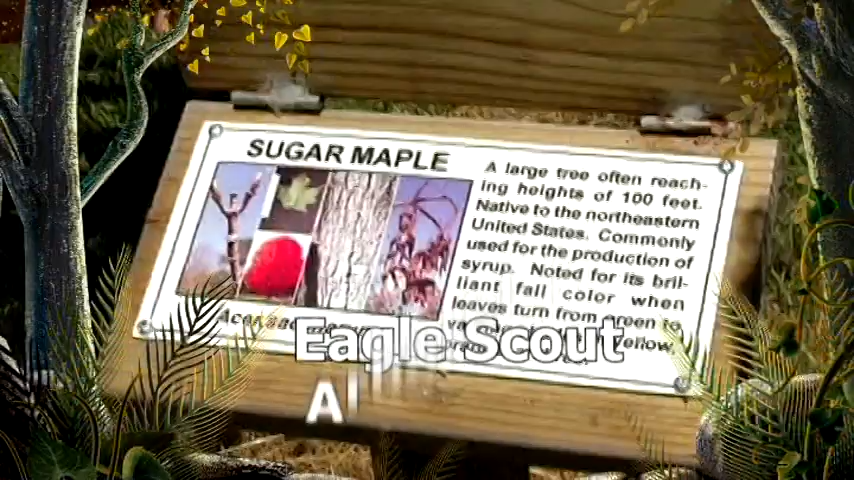 SUGAR MAPLE
A large tree often reach-
ing heights of 100 feet.
Native to the northeastern
United States. Commonly
used for the production of
syrup. Noted for its bril-
liant fall color when
leaves turn from green to
yellow.
Eagle Scout
A